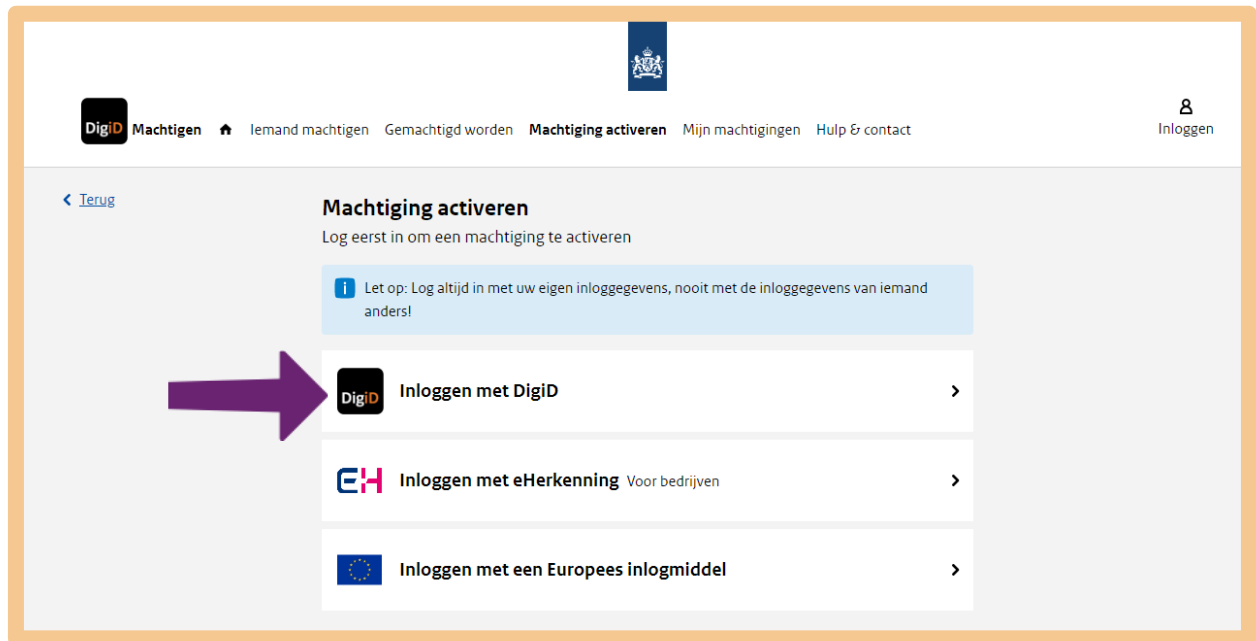 Inloggen
DigiD Machtigen Iemand machtigen Gemachtigd worden Machtiging activeren Mijn machtigingen Hulp & contact
Terug
Machtiging activeren
Log eerst in om een machtiging te activeren
i Let op: Log altijd in met uw eigen inloggegevens, nooit met de inloggegevens van iemand
anders!
DigiD Inloggen met DigiD
EH Inloggen met eHerkenning Voor bedrijven
Inloggen met een Europees inlogmiddel